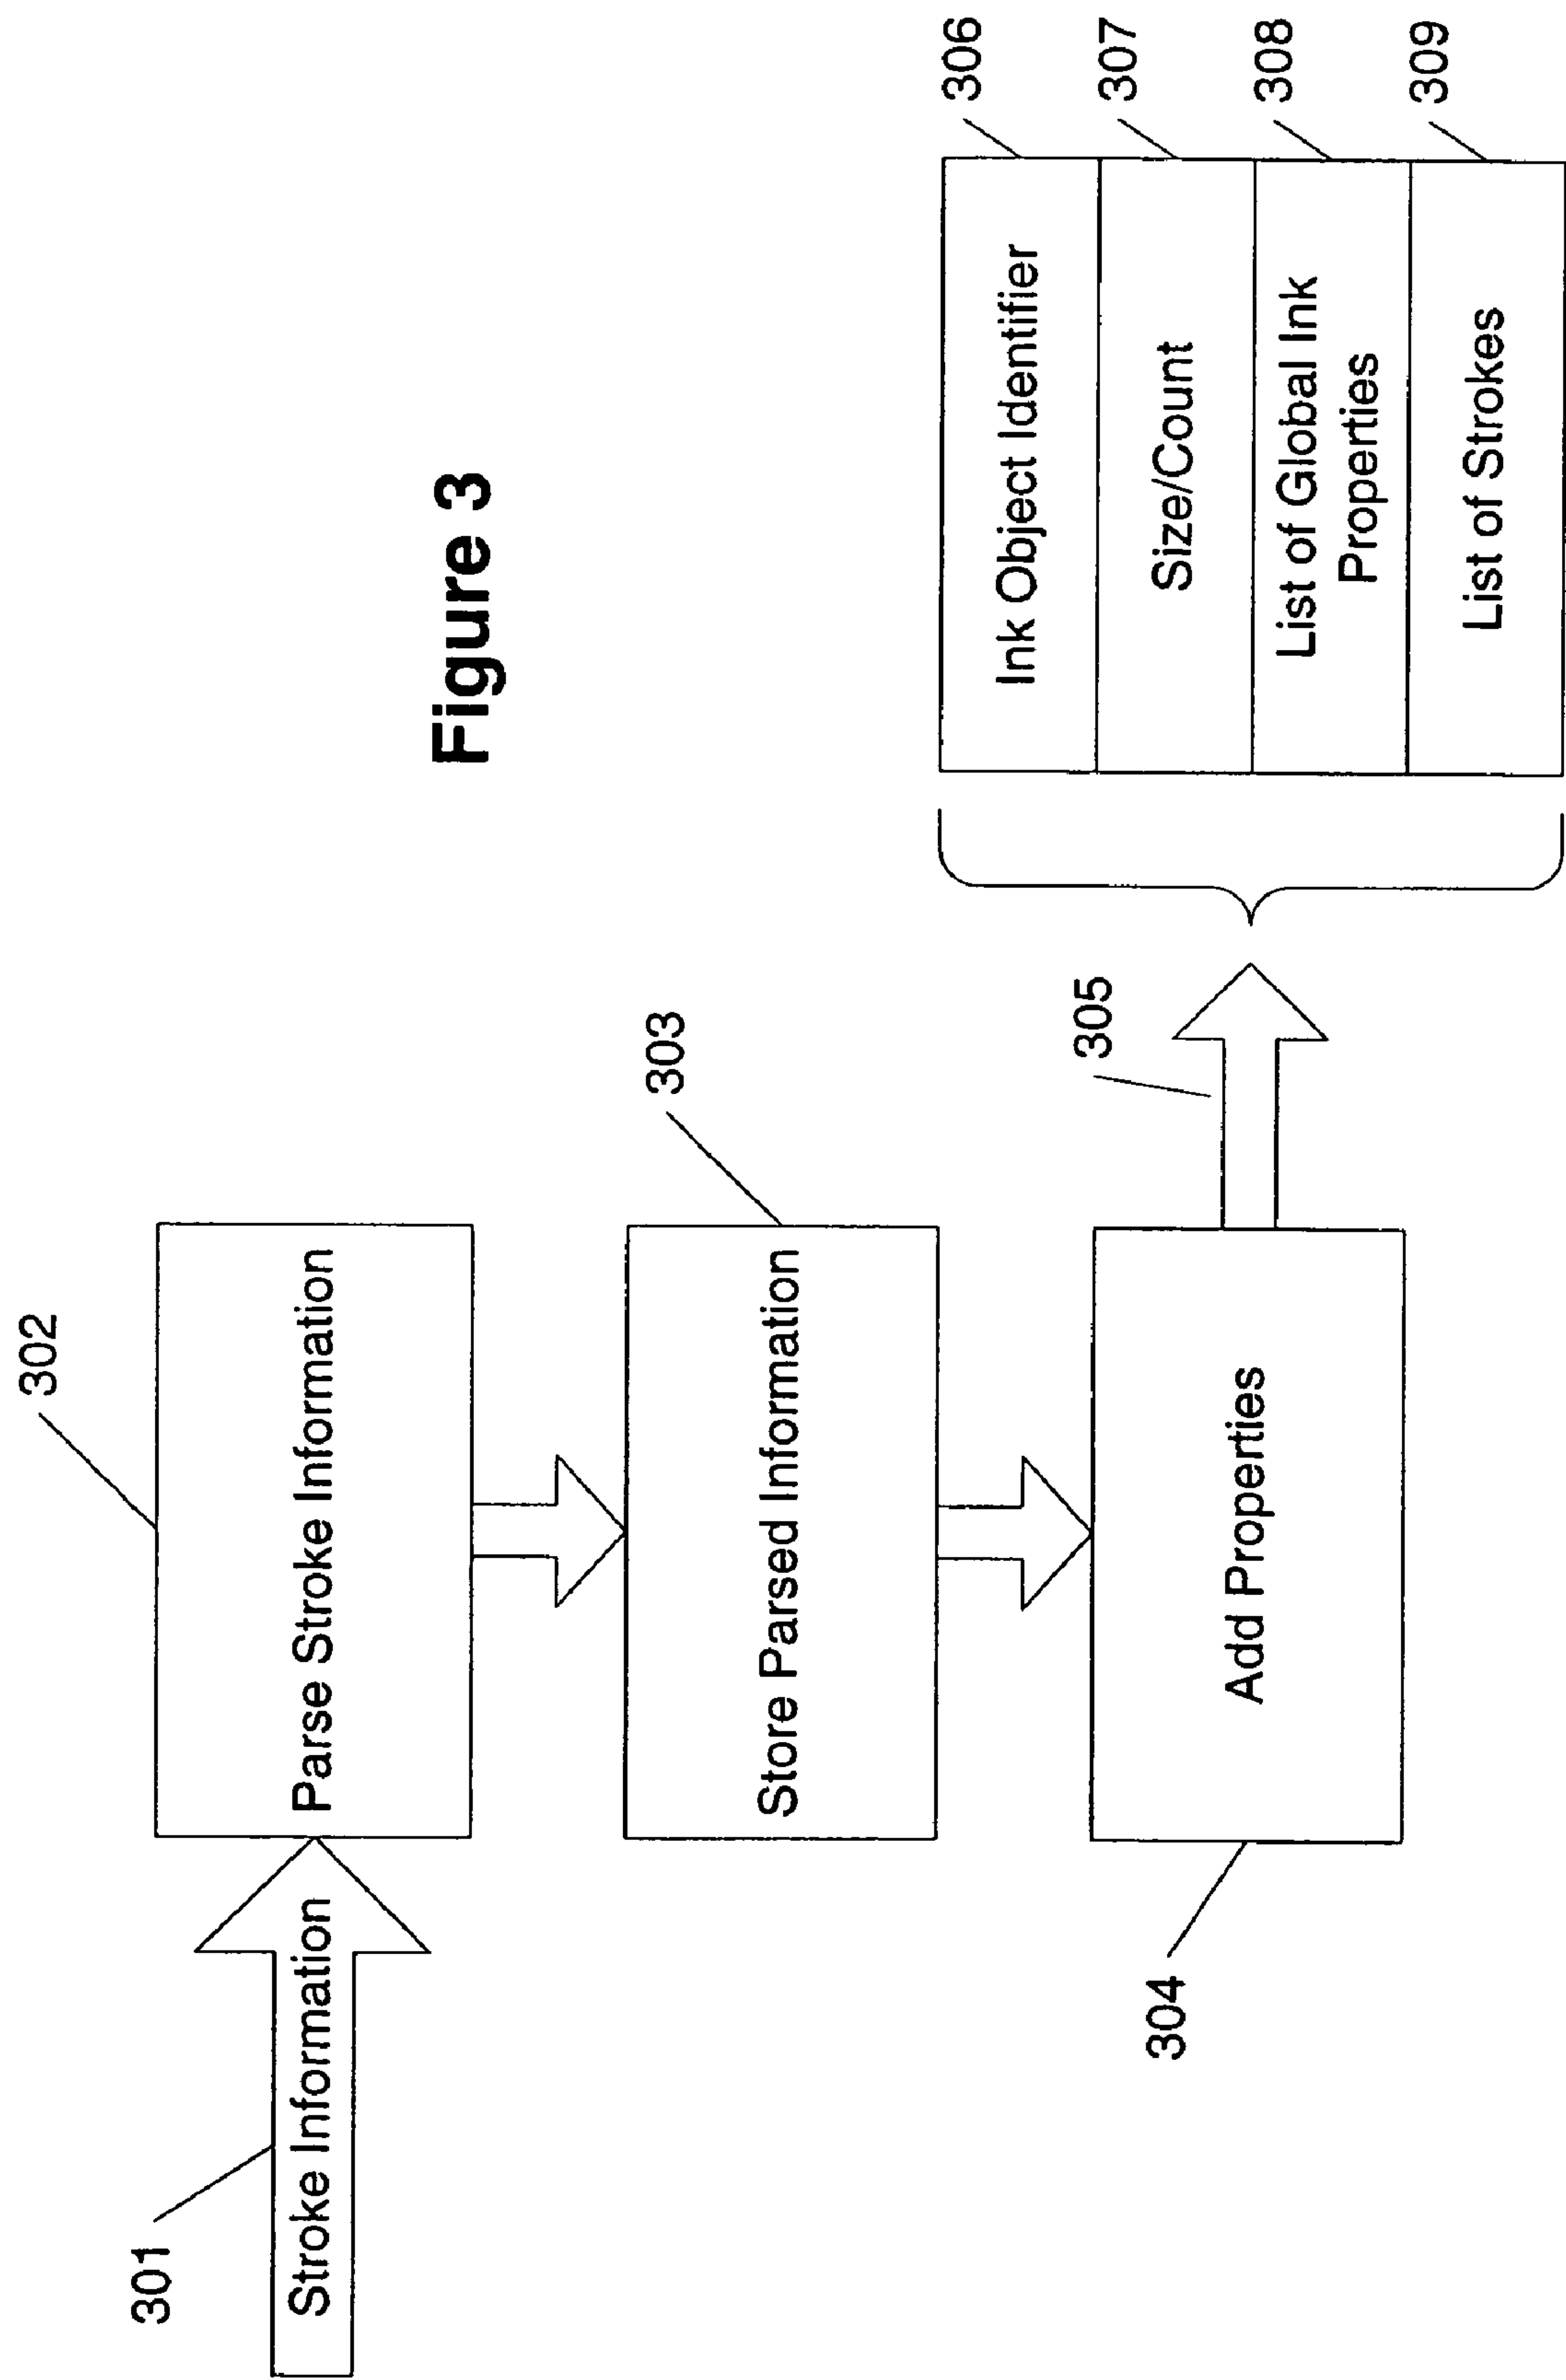 Figure 3
301
Stroke Information
302
Parse Stroke Information
303
Store Parsed Information
304
Add Properties
305
Ink Object Identifier
306
Size/Count
307
List of Global Ink
Properties
308
List of Strokes
309